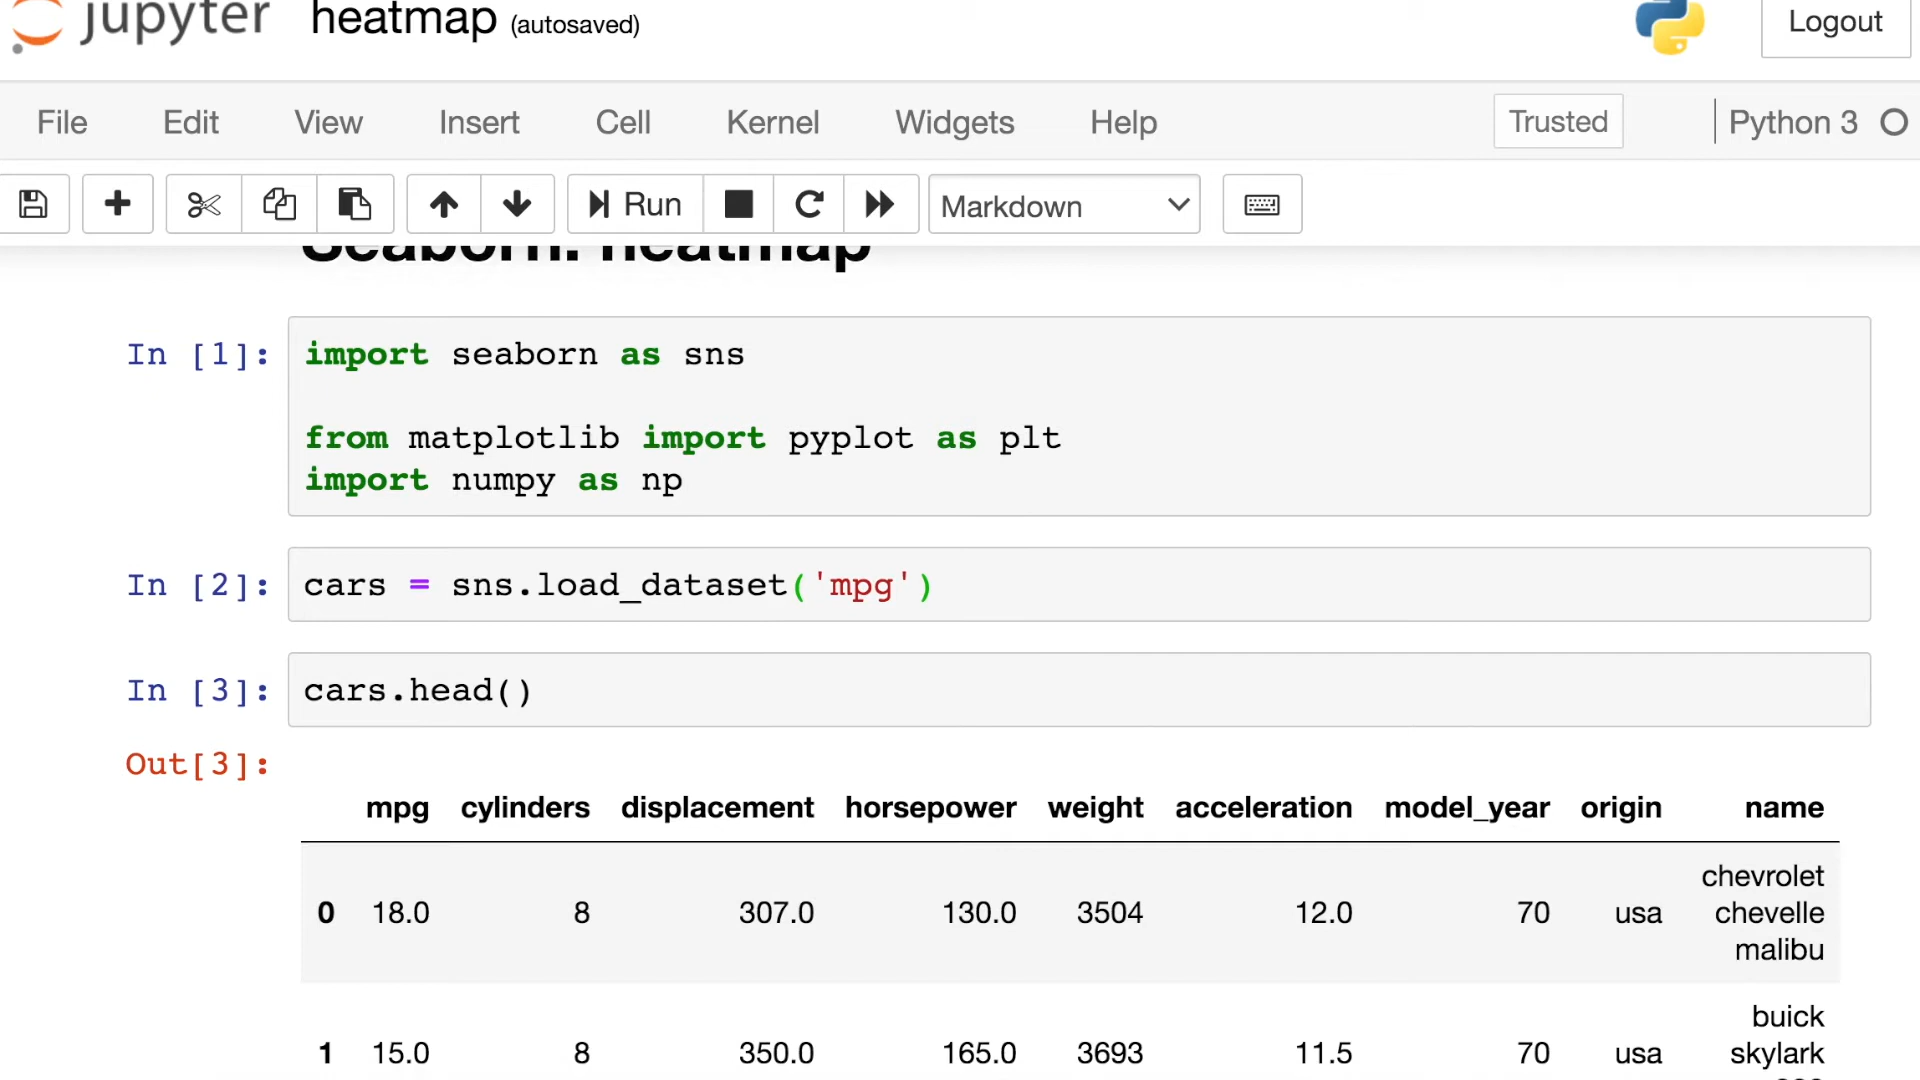 jupyter heatmap (autosaved) Logout
File Edit View Insert Cell Kernel Widgets Help Trusted Python 3
Run Markdown
Seaborn: heatmap
In [1]: import seaborn as sns
from matplotlib import pyplot as plt
import numpy as np
In [2]: cars = sns.load_dataset('mpg')
In [3]: cars.head()
Out[3]:
mpg cylinders displacement horsepower weight acceleration model_year origin name
0 18.0 8 307.0 130.0 3504 12.0 70 usa chevrolet
chevelle
malibu
1 15.0 8 350.0 165.0 3693 11.5 70 usa buick
skylark